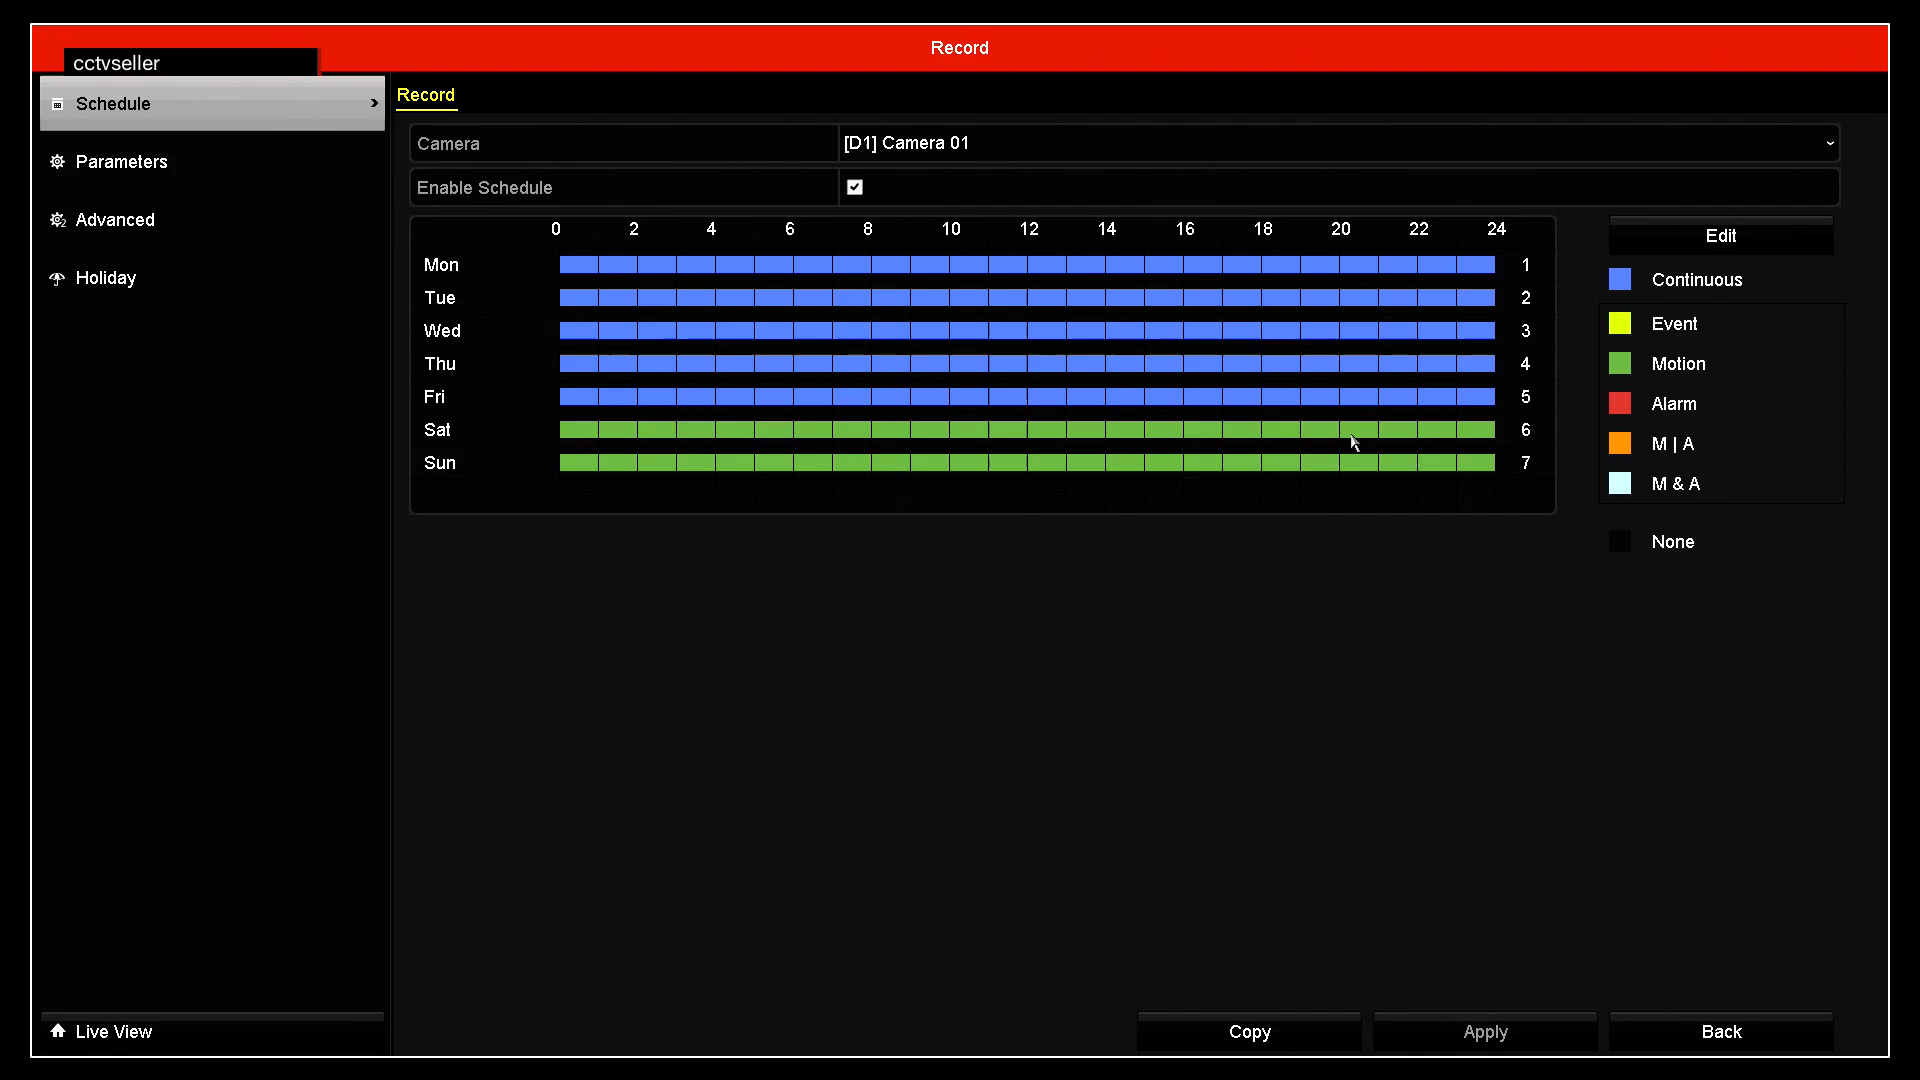 Record
cctvseller
Schedule
Parameters
Advanced
Holiday
Live View
Record
Camera [D1] Camera 01
Enable Schedule
0 2 4 6 8 10 12 14 16 18 20 22 24
Mon 1
Tue 2
Wed 3
Thu 4
Fri 5
Sat 6
Sun 7
Edit
Continuous
Event
Motion
Alarm
M | A
M & A
None
Copy Apply Back